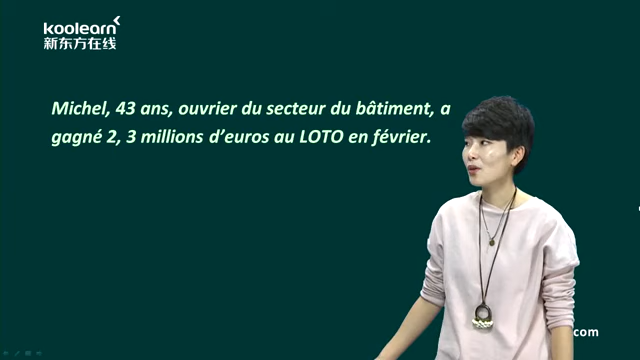 koolearn
新东方在线
Michel, 43 ans, ouvrier du secteur du bâtiment, a
gagné 2, 3 millions d'euros au LOTO en février.
com